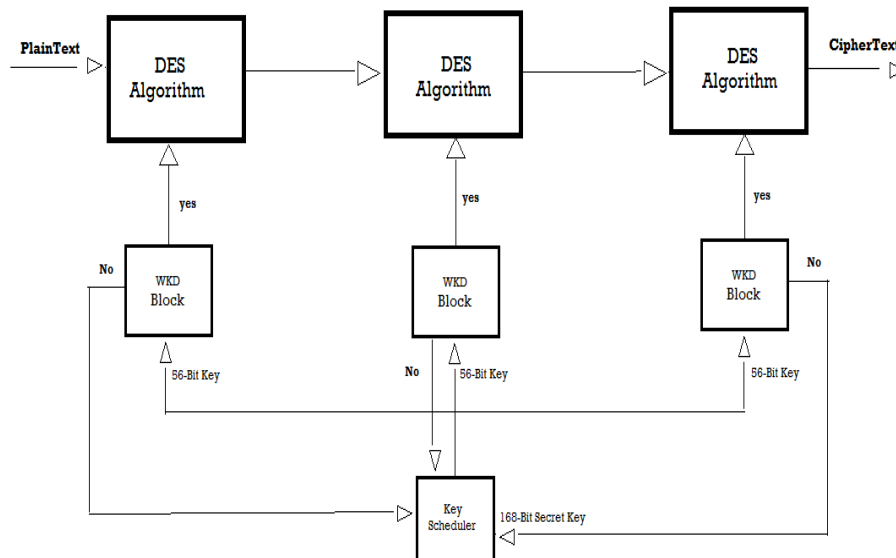 PlainText
DES
Algorithm
DES
Algorithm
DES
Algorithm
CipherText
yes
yes
yes
No
WKD
Block
WKD
Block
WKD
Block
No
56-Bit Key
No
56-Bit Key
56-Bit Key
Key
Scheduler
168-Bit Secret Key